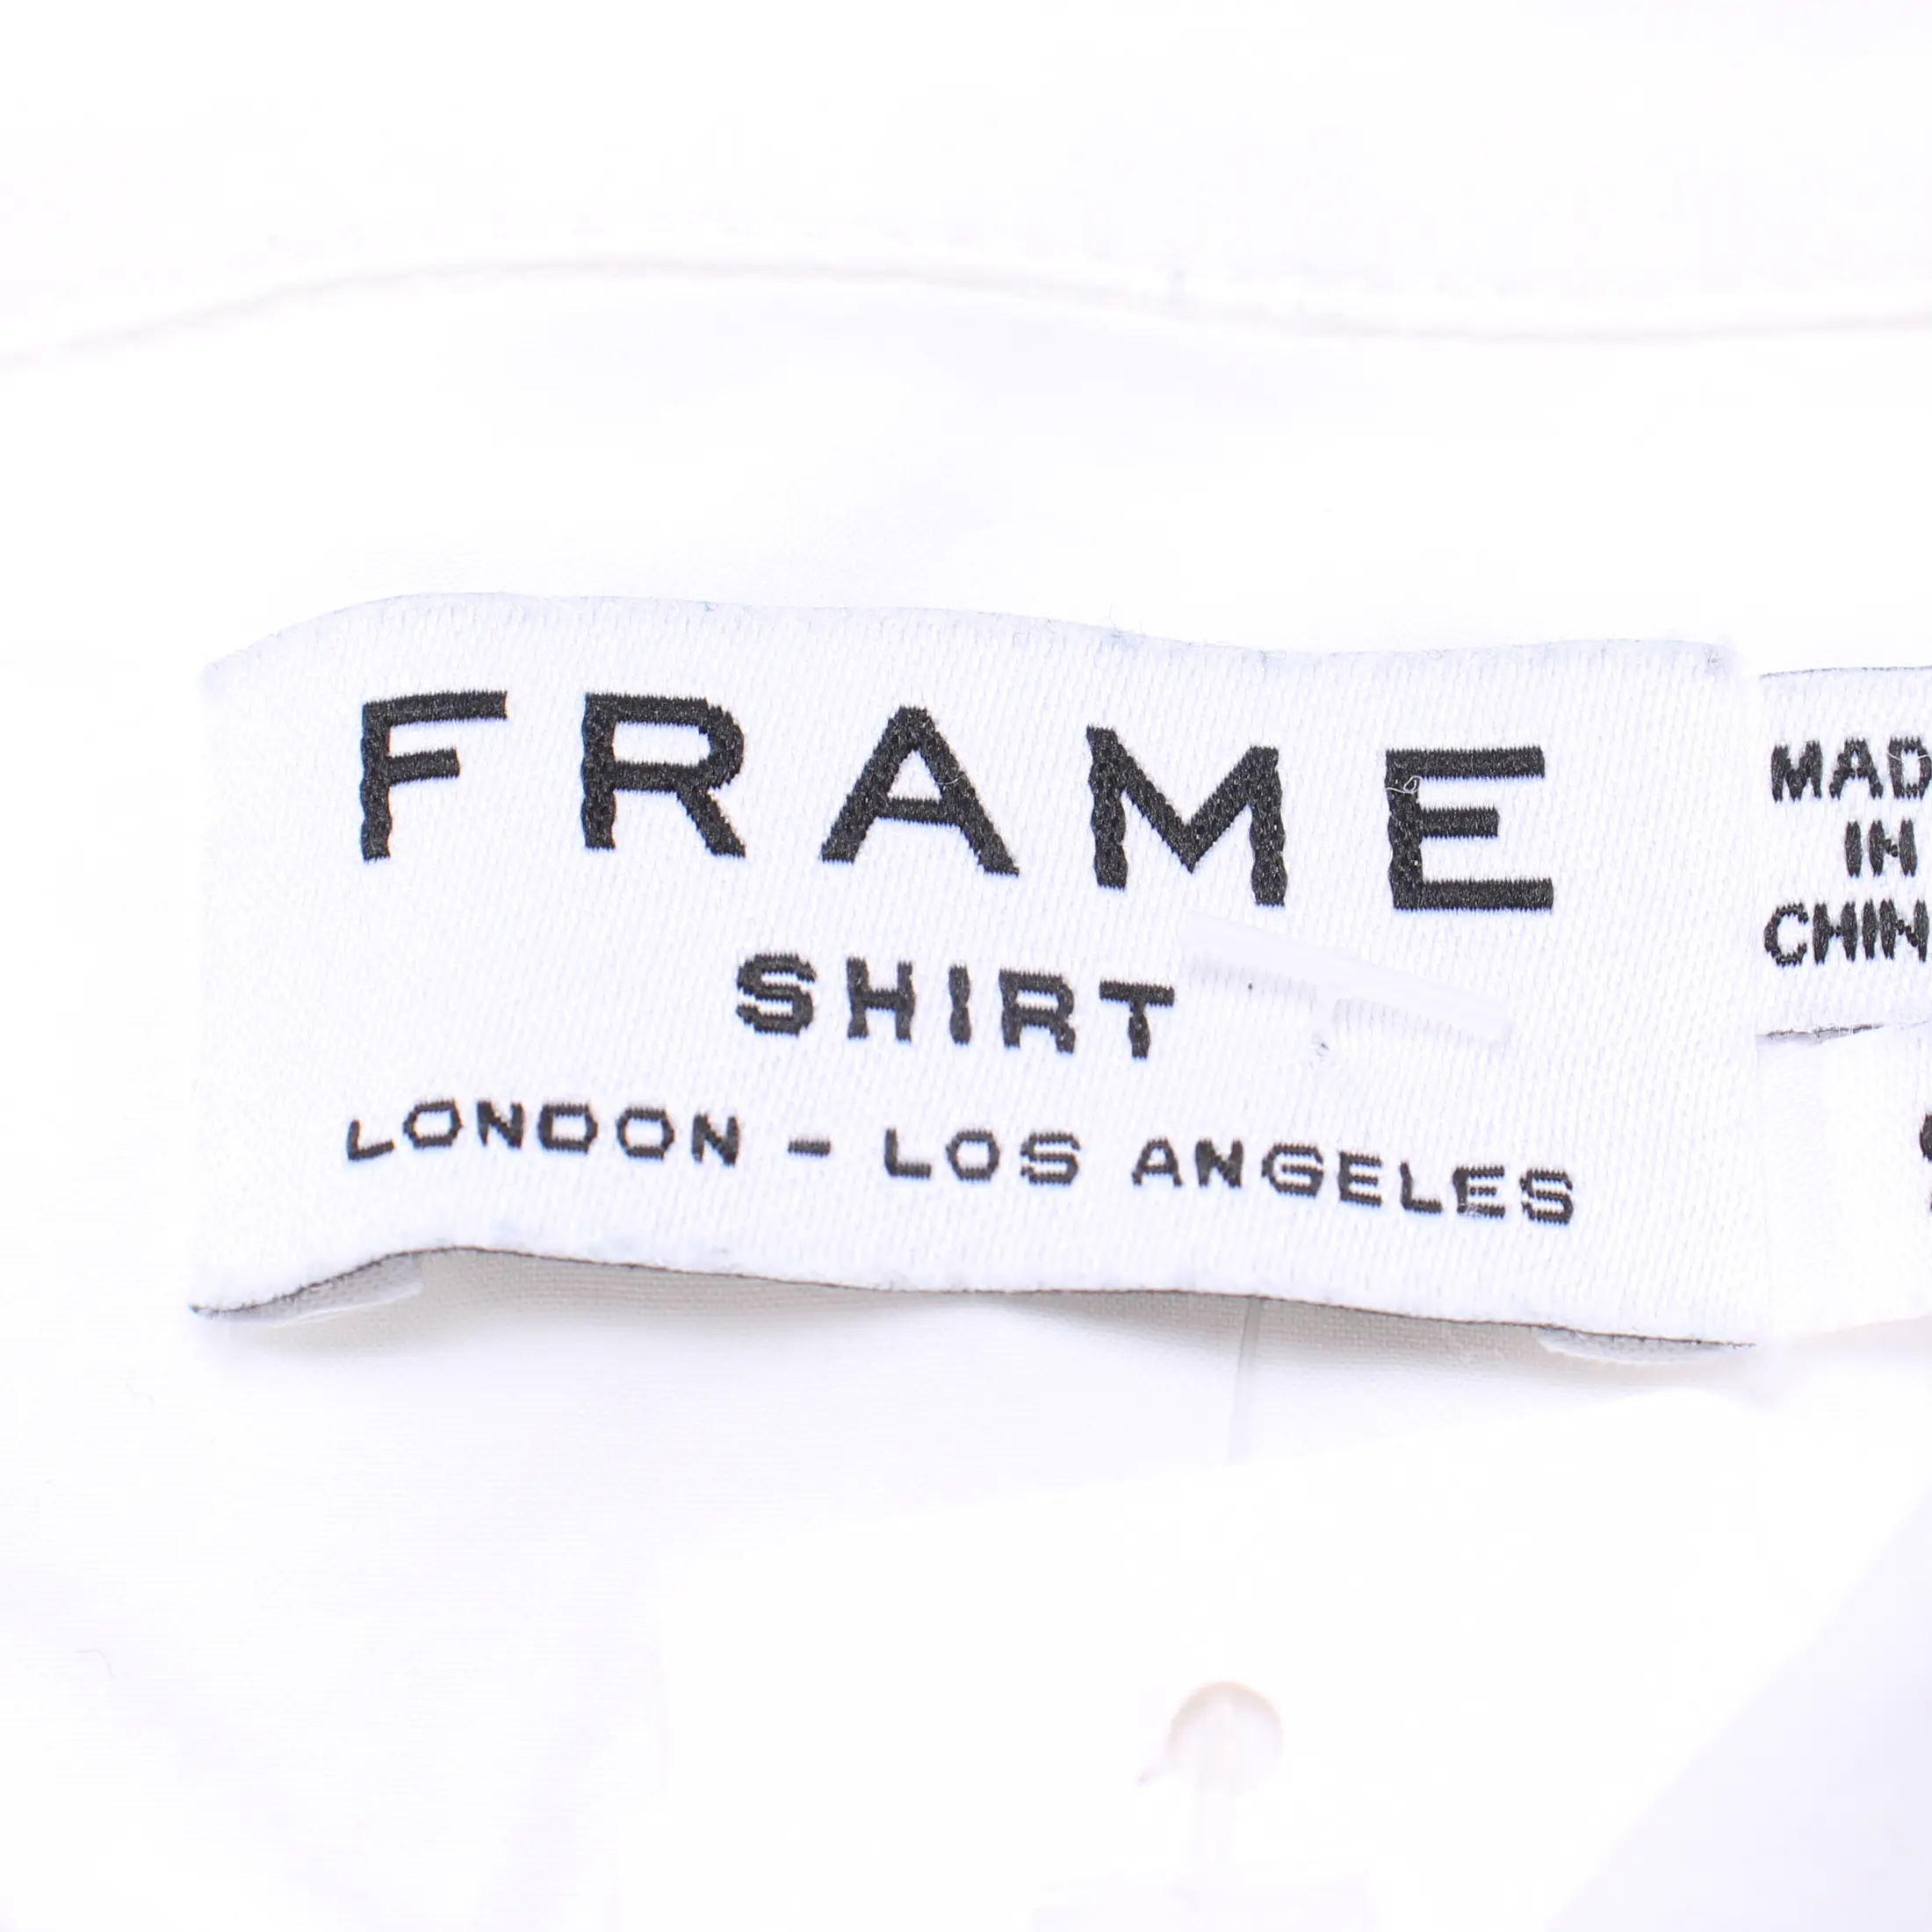 FRAME
SHIRT
LONDON - LOS ANGELES
MAD
IN
CHIN